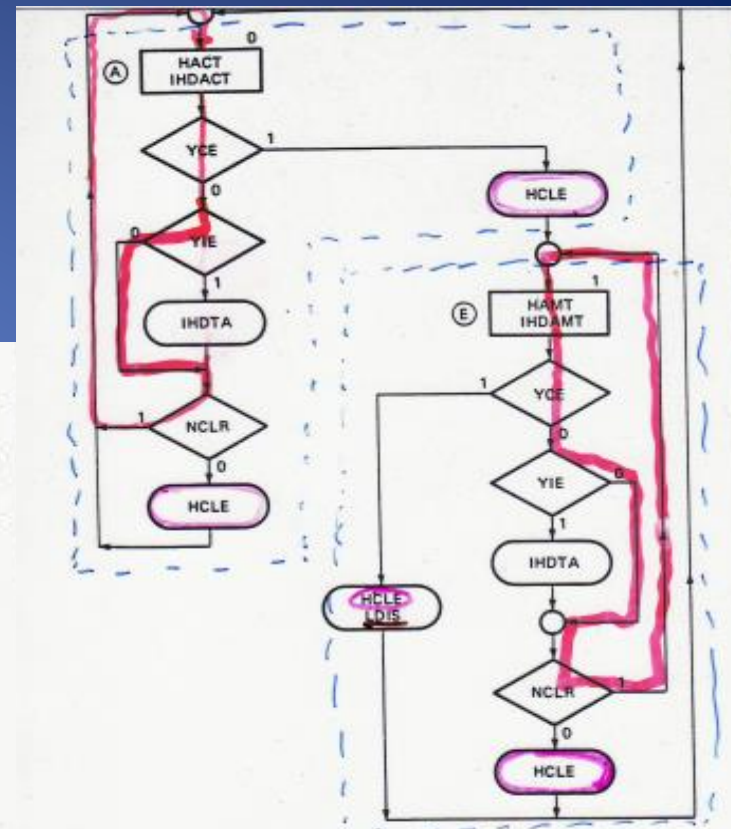 0
A
HACT
IHDACT
YCE
1
0
YIE
0
1
IHDTA
NCLR
1
0
HCLE
HCLE
1
E
HAMT
IHDAMT
YCE
1
0
YIE
0
1
IHDTA
HCLE
LDIS
NCLR
1
0
HCLE